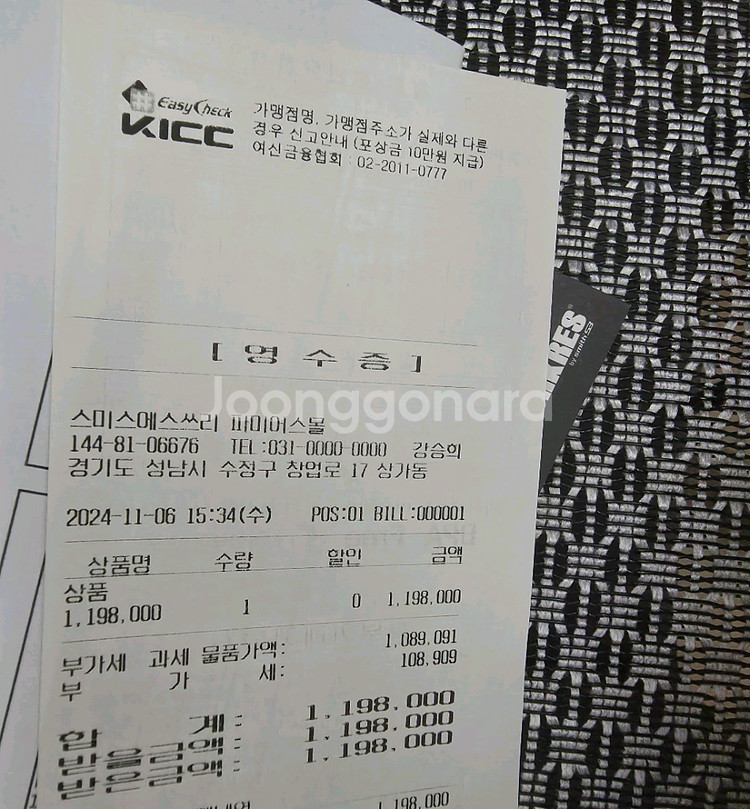 EasyCheck
KICC
가맹점명, 가맹점주소가 실제와 다른
경우 신고안내 (포상금 10만원 지급)
여신금융협회 : 02-2011-0777
[ 영 수 증 ]
Joonggonara
스미스에스쓰리 피미어스몰
144-81-06676 TEL:031-0000-0000 강승희
경기도 성남시 수정구 창업로 17 상가동
2024-11-06 15:34(수) POS:01 BILL:000001
상품명 수량 할인 금액
상품
1,198,000 1 0 1,198,000
부가세 과세 물품가액: 1,089,091
부 가 세: 108,909
합 계: 1,198,000
받을금액: 1,198,000
받은금액: 1,198,000
1,198,000
RES
by smith S3